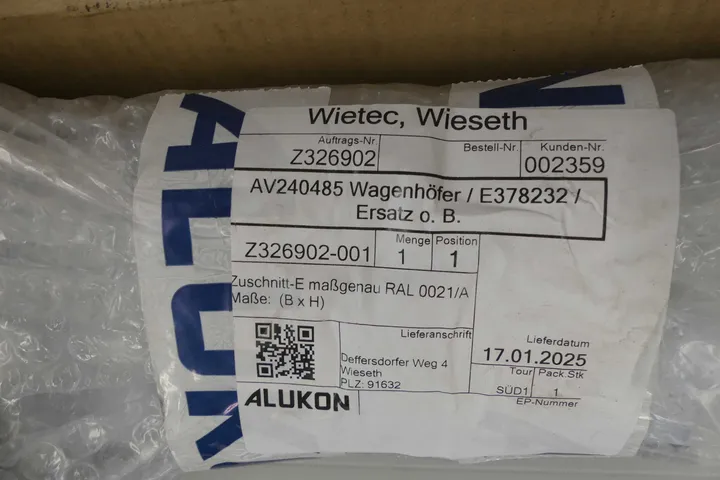 ALUKON
Wietec, Wieseth
Auftrags-Nr.
Z326902
Bestell-Nr
Kunden-Nr.
002359
AV240485 Wagenhöfer / E378232 /
Ersatz o. B.
Z326902-001
Menge
1
Position
1
Zuschnitt-E maßgenau RAL 0021/A
Maße: (B x H)
Lieferanschrift
Deffersdorfer Weg 4
Wieseth
PLZ: 91632
Lieferdatum
17.01.2025
Tour
SÜD1
Pack.Stk
1
EP-Nummer
ALUKON